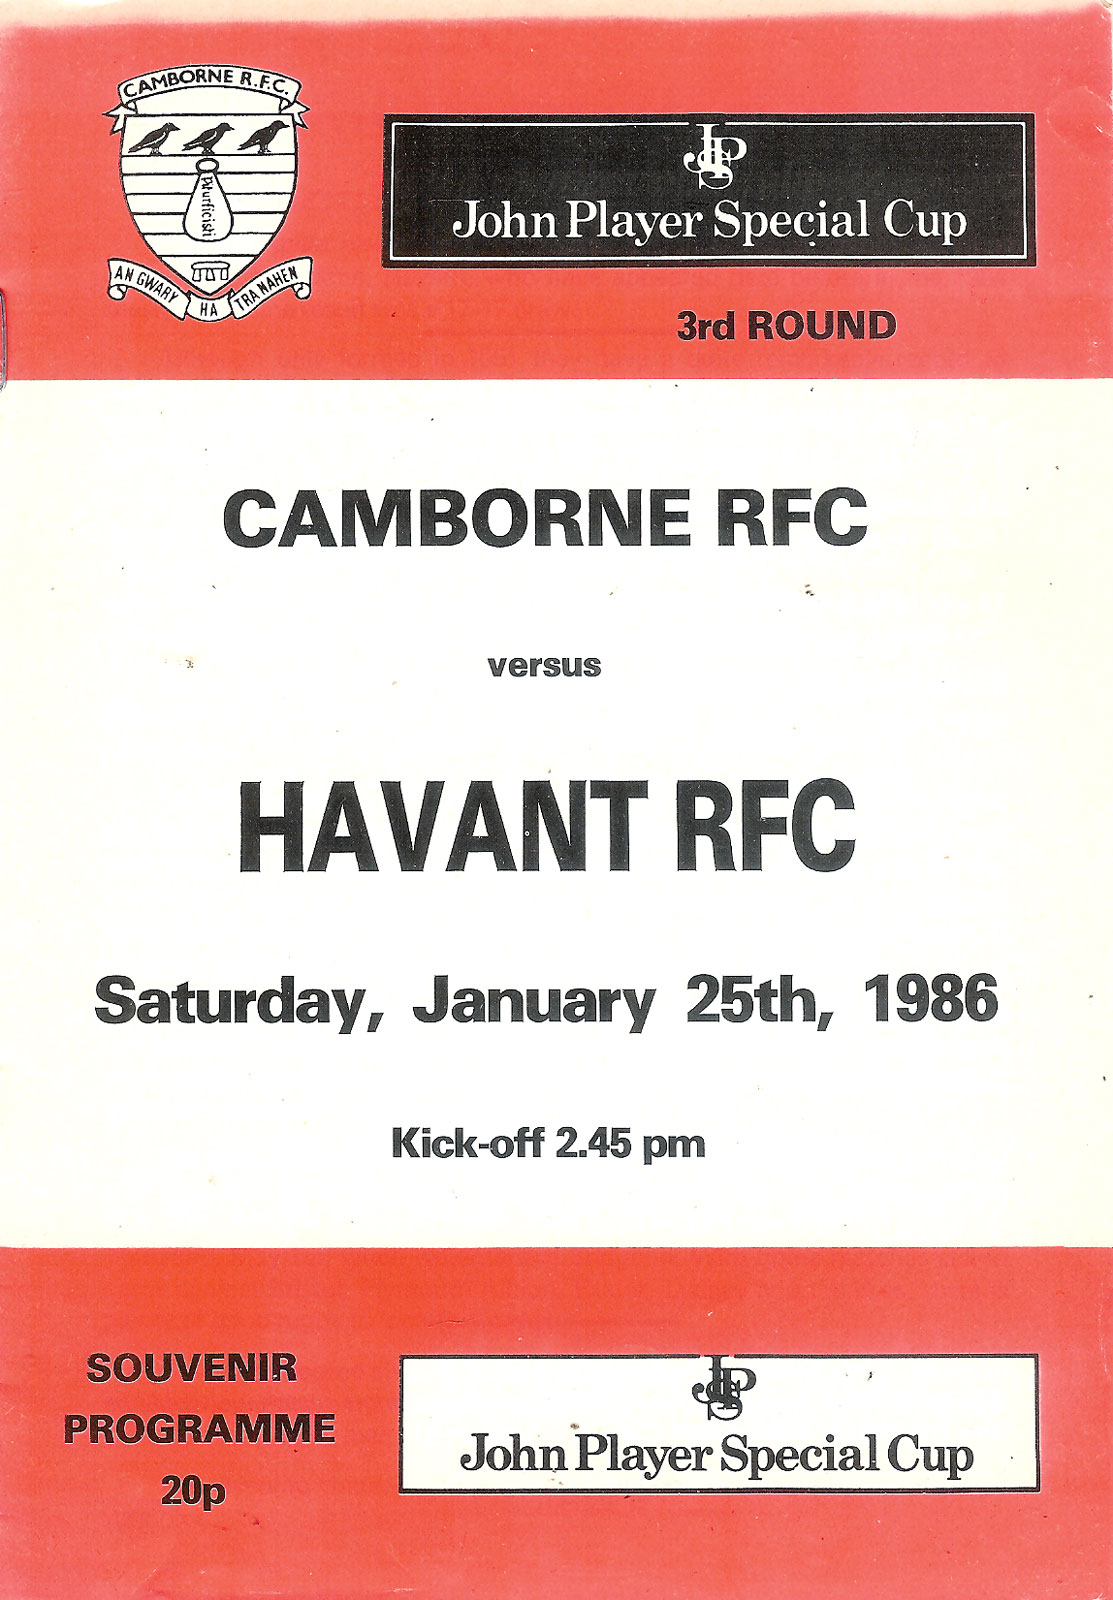 CAMBORNE R.F.C.
AN GWARY HA TRA NAHEN
JPS
John Player Special Cup
3rd ROUND
CAMBORNE RFC
versus
HAVANT RFC
Saturday, January 25th, 1986
Kick-off 2.45 pm
SOUVENIR
PROGRAMME
20p
JPS
John Player Special Cup